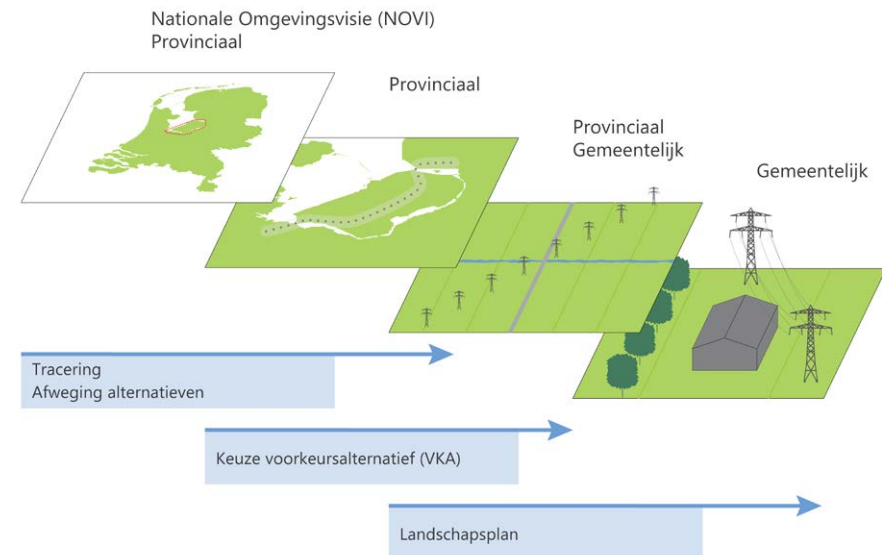 Nationale Omgevingsvisie (NOVI)
Provinciaal
Provinciaal
Provinciaal
Gemeentelijk
Gemeentelijk
Tracering
Afweging alternatieven
Keuze voorkeursalternatief (VKA)
Landschapsplan